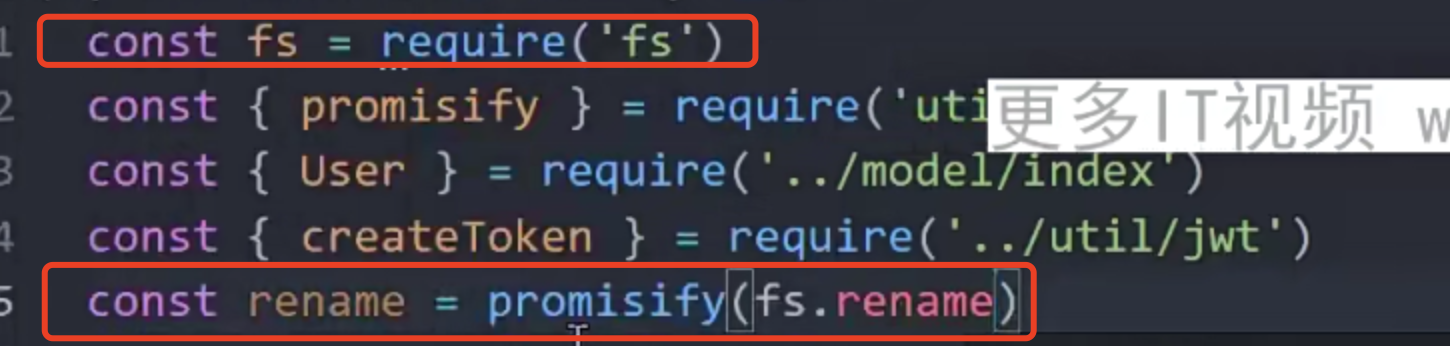 1 const fs = require('fs')
2 const { promisify } = require('uti
更多IT视频 w
3 const { User } = require('../model/index')
4 const { createToken } = require('../util/jwt')
5 const rename = promisify(fs.rename)